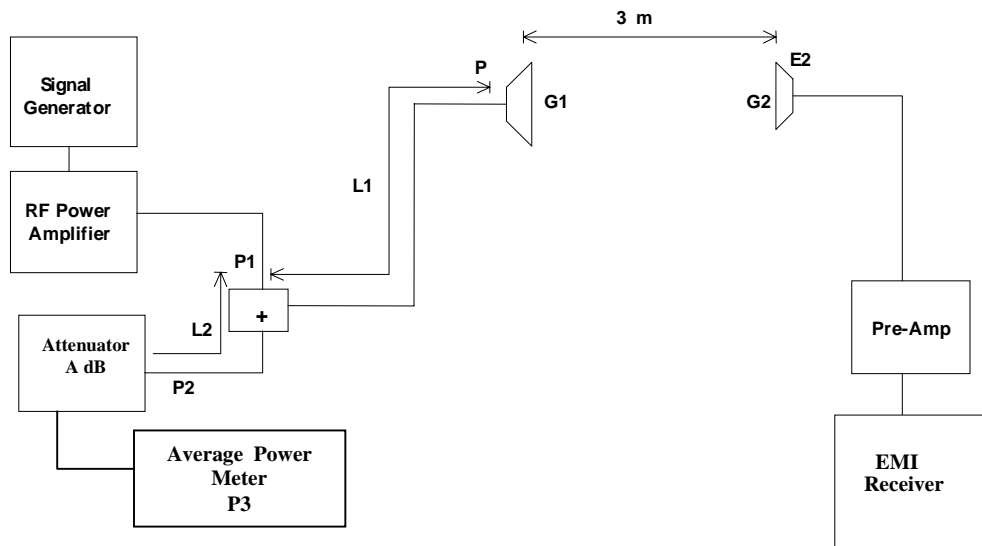 3 m
P
E2
Signal
Generator
G1
G2
L1
RF Power
Amplifier
P1
+
L2
Pre-Amp
Attenuator
A dB
P2
Average Power
Meter
P3
EMI
Receiver